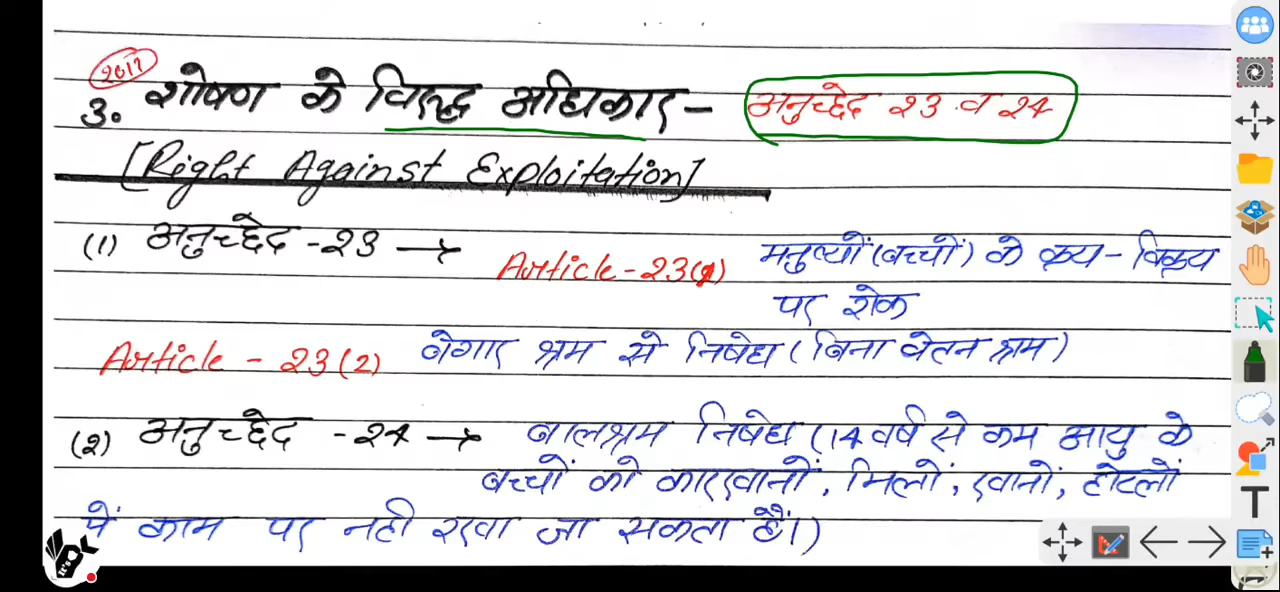 2017
3. शोषण के विरुद्ध अधिकार - अनुच्छेद 23 व 24
[Right Against Exploitation]
(1) अनुच्छेद - 23 → Article - 23(1) मनुष्यों (बच्चों) के क्रय - विक्रय
पर रोक
Article - 23(2) बेगार श्रम से निषेध (बिना वेतन श्रम)
(2) अनुच्छेद - 24 → बालश्रम निषेध (14 वर्ष से कम आयु के
बच्चों को कारखानों, मिलों, खानों, होटलों
में काम पर नही रखा जा सकता हैं।)